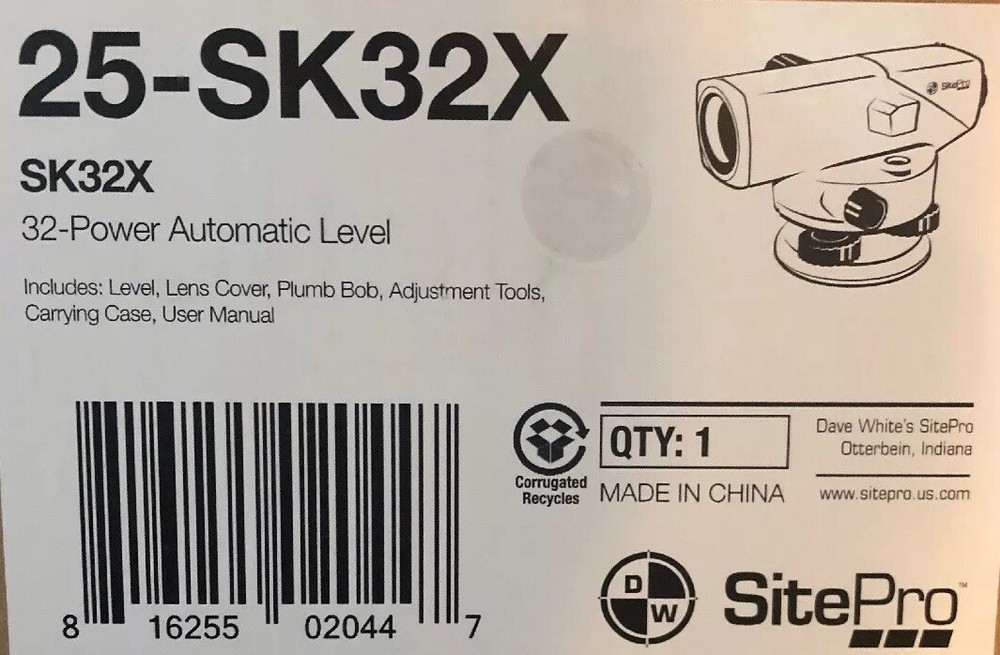 25-SK32X
SK32X
32-Power Automatic Level
Includes: Level, Lens Cover, Plumb Bob, Adjustment Tools,
Carrying Case, User Manual
SitePro
8 16255 02044 7
Corrugated
Recycles
QTY: 1
MADE IN CHINA
Dave White's SitePro
Otterbein, Indiana
www.sitepro.us.com
D
W
SitePro™